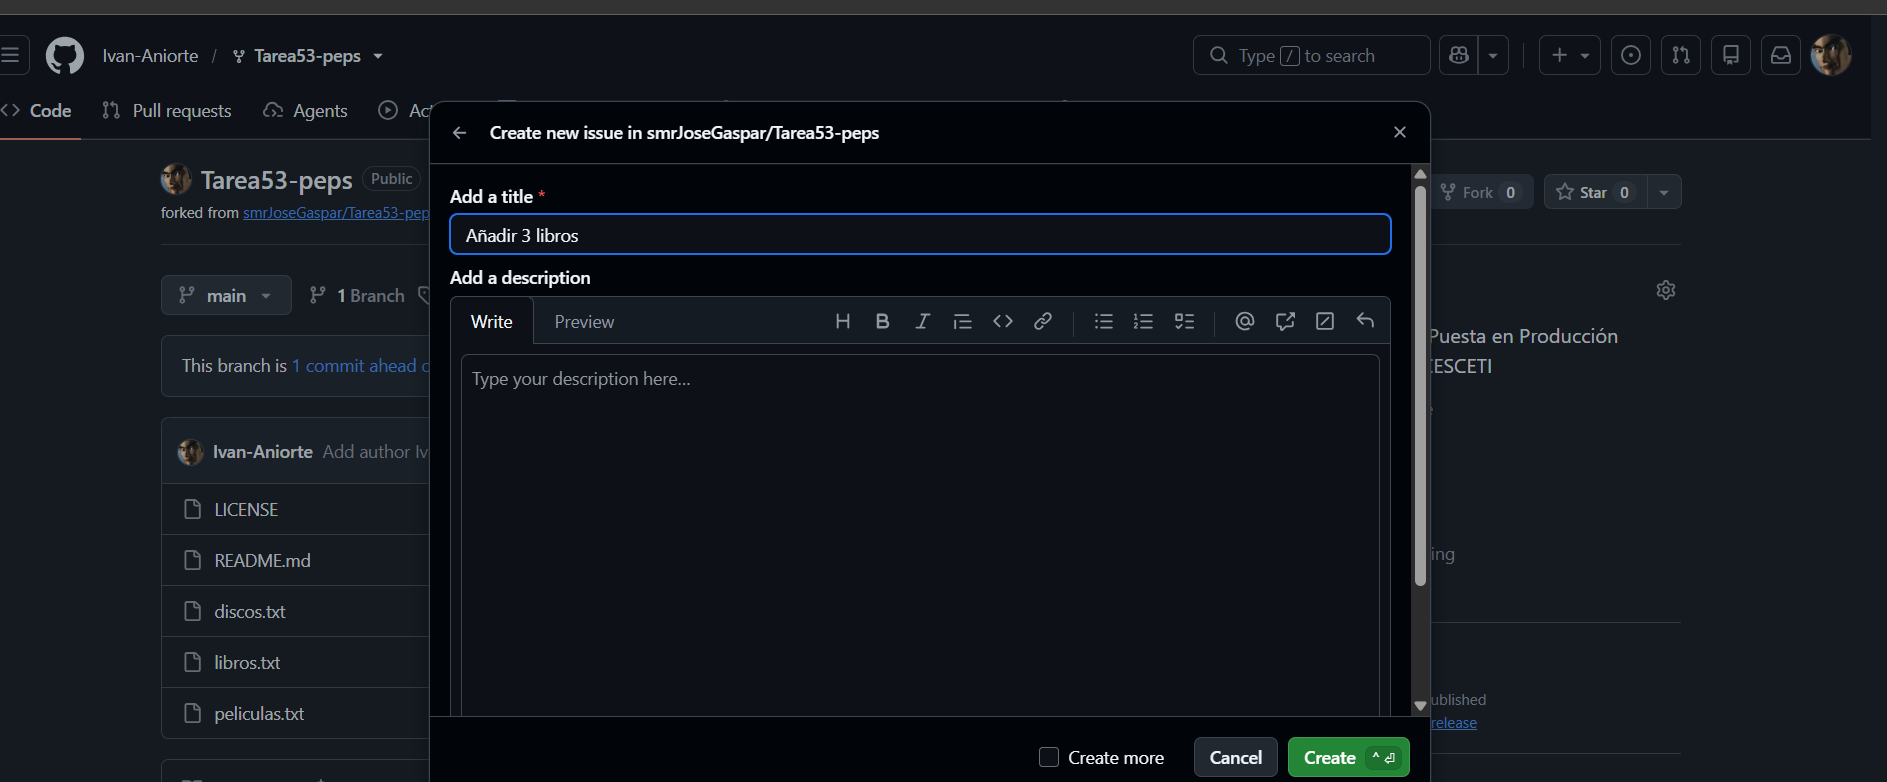 Ivan-Aniorte / Tarea53-peps
Type / to search
Code Pull requests Agents
Create new issue in smrJoseGaspar/Tarea53-peps
Tarea53-peps Public
forked from smrJoseGaspar/Tarea53-pep
Fork 0 Star 0
Add a title *
Añadir 3 libros
Add a description
Write Preview
Type your description here...
main 1 Branch
This branch is 1 commit ahead
Puesta en Producción
CESCETI
Ivan-Aniorte Add author Iv
LICENSE
README.md
discos.txt
libros.txt
peliculas.txt
ing
ublished
release
Create more Cancel Create